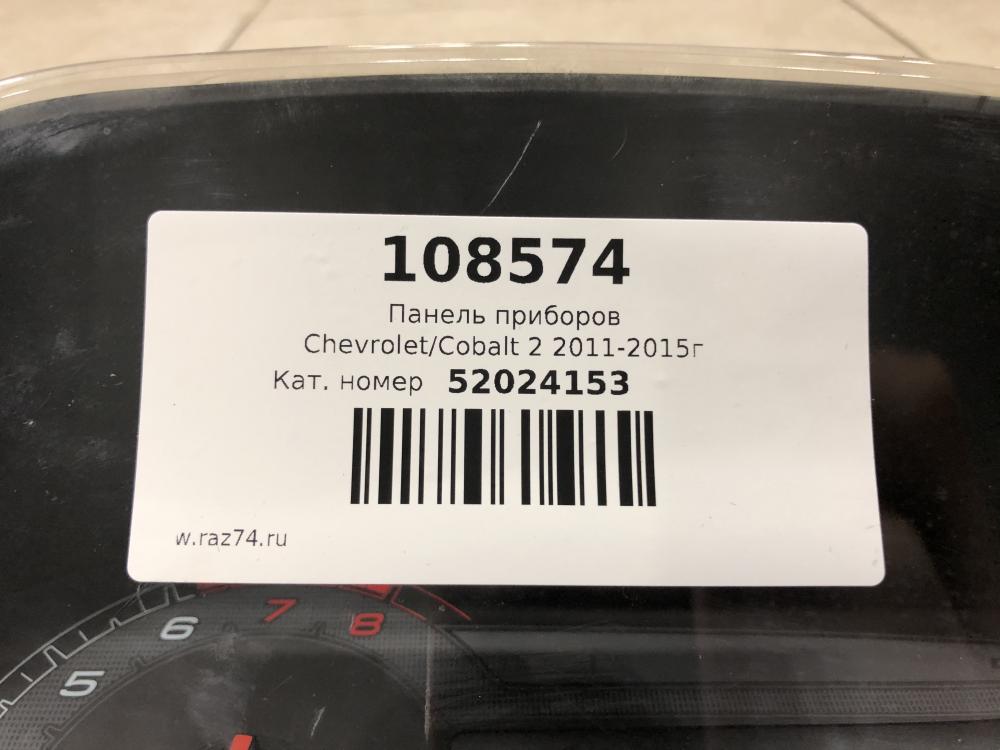 108574
Панель приборов
Chevrolet/Cobalt 2 2011-2015г
Кат. номер 52024153
w.raz74.ru
5 6 7 8